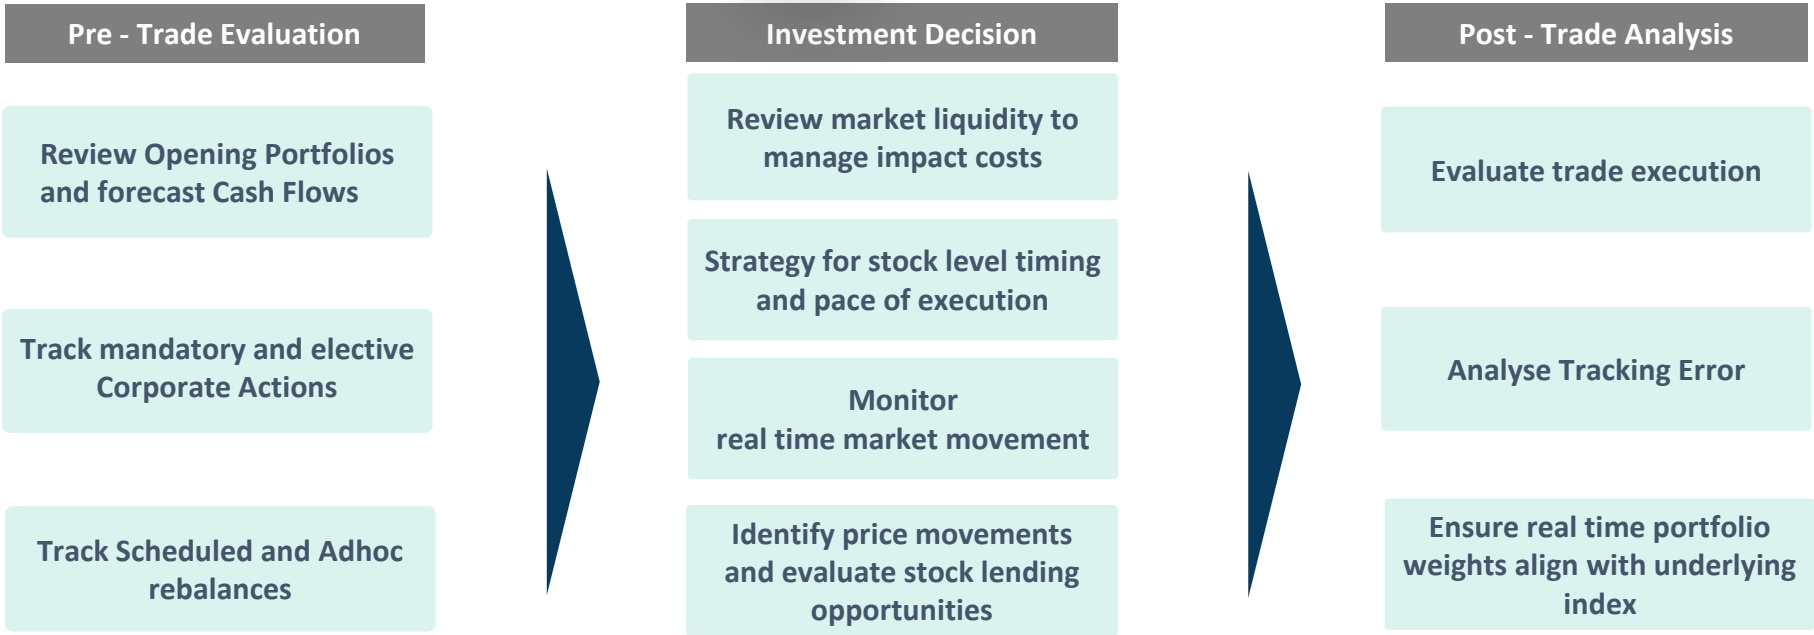 Pre - Trade Evaluation
Review Opening Portfolios
and forecast Cash Flows
Track mandatory and elective
Corporate Actions
Track Scheduled and Adhoc
rebalances
Investment Decision
Review market liquidity to
manage impact costs
Strategy for stock level timing
and pace of execution
Monitor
real time market movement
Identify price movements
and evaluate stock lending
opportunities
Post - Trade Analysis
Evaluate trade execution
Analyse Tracking Error
Ensure real time portfolio
weights align with underlying
index